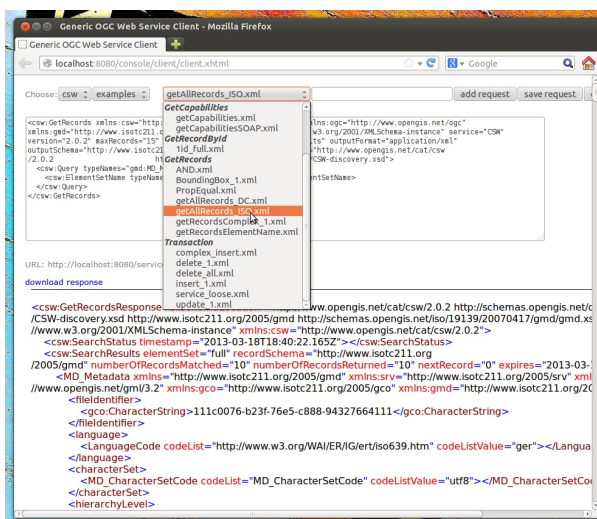 Generic OGC Web Service Client - Mozilla Firefox
Generic OGC Web Service Client
localhost:8080/console/client/client.xhtml
Google
Choose: csw examples getAllRecords_ISO.xml add request save request
GetCapabilities
getCapabilities.xml
getCapabilitiesSOAP.xml
GetRecordById
1id_full.xml
GetRecords
AND.xml
BoundingBox_1.xml
PropEqual.xml
getAllRecords_DC.xml
getAllRecords_ISO.xml
getRecordsComplex_1.xml
getRecordsElementName.xml
Transaction
complex_insert.xml
delete_1.xml
delete_all.xml
insert_1.xml
service_loose.xml
update_1.xml
<csw:GetRecords xmlns:csw="http:// lns:ogc="http://www.opengis.net/ogc"
xmlns:gmd="http://www.isotc211.o w3.org/2001/XMLSchema-instance" service="CSW"
version="2.0.2" maxRecords="15" ts" outputFormat="application/xml"
outputSchema="http://www.isotc21 http://www.opengis.net/cat/csw
/2.0.2 ht CSW-discovery.xsd">
<csw:Query typeNames="gmd:MD_M
<csw:ElementSetName typeName entSetName>
</csw:Query>
</csw:GetRecords>
URL: http://localhost:8080/servic
download response
<csw:GetRecordsResponse www.opengis.net/cat/csw/2.0.2 http://schemas.opengis.net/c
/CSW-discovery.xsd http://www.isotc211.org/2005/gmd http://schemas.opengis.net/iso/19139/20070417/gmd/gmd.xs
//www.w3.org/2001/XMLSchema-instance" xmlns:csw="http://www.opengis.net/cat/csw/2.0.2">
<csw:SearchStatus timestamp="2013-03-18T18:40:22.165Z"></csw:SearchStatus>
<csw:SearchResults elementSet="full" recordSchema="http://www.isotc211.org
/2005/gmd" numberOfRecordsMatched="10" numberOfRecordsReturned="10" nextRecord="0" expires="2013-03-
<MD_Metadata xmlns="http://www.isotc211.org/2005/gmd" xmlns:srv="http://www.isotc211.org/2005/srv" xml
//www.opengis.net/gml/3.2" xmlns:gco="http://www.isotc211.org/2005/gco" xmlns:gmd="http://www.isotc211.org/20
<fileIdentifier>
<gco:CharacterString>111c0076-b23f-76e5-c888-94327664111</gco:CharacterString>
</fileIdentifier>
<language>
<LanguageCode codeList="http://www.w3.org/WAI/ER/IG/ert/iso639.htm" codeListValue="ger"></Langua
</language>
<characterSet>
<MD_CharacterSetCode codeList="MD_CharacterSetCode" codeListValue="utf8"></MD_CharacterSetCo
</characterSet>
<hierarchyLevel>